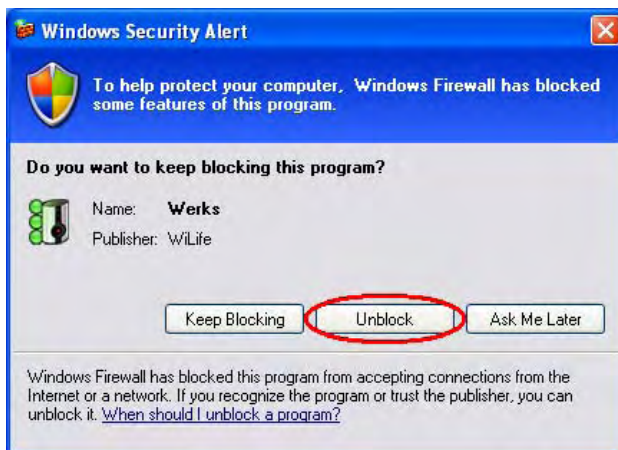 Windows Security Alert
To help protect your computer, Windows Firewall has blocked
some features of this program.
Do you want to keep blocking this program?
Name: Werks
Publisher: WiLife
Keep Blocking Unblock Ask Me Later
Windows Firewall has blocked this program from accepting connections from the
Internet or a network. If you recognize the program or trust the publisher, you can
unblock it. When should I unblock a program?